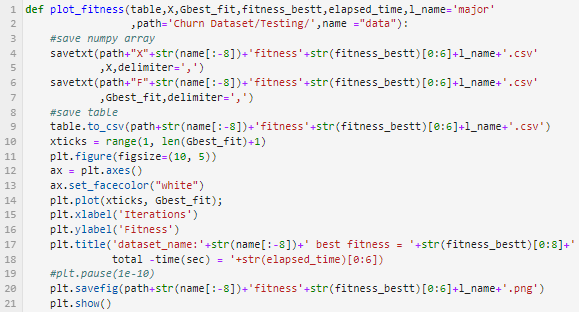 1 def plot_fitness(table,X,Gbest_fit,fitness_bestt,elapsed_time,l_name='major'
2 ,path='Churn Dataset/Testing/',name ="data"):
3 #save numpy array
4 savetxt(path+"X"+str(name[:-8])+'fitness'+str(fitness_bestt)[0:6]+l_name+'.csv'
5 ,X,delimiter=',')
6 savetxt(path+"F"+str(name[:-8])+'fitness'+str(fitness_bestt)[0:6]+l_name+'.csv'
7 ,Gbest_fit,delimiter=',')
8 #save table
9 table.to_csv(path+str(name[:-8])+'fitness'+str(fitness_bestt)[0:6]+l_name+'.csv')
10 xticks = range(1, len(Gbest_fit)+1)
11 plt.figure(figsize=(10, 5))
12 ax = plt.axes()
13 ax.set_facecolor("white")
14 plt.plot(xticks, Gbest_fit);
15 plt.xlabel('Iterations')
16 plt.ylabel('Fitness')
17 plt.title('dataset_name:'+str(name[:-8])+' best fitness = '+str(fitness_bestt)[0:8]+'
18 total -time(sec) = '+str(elapsed_time)[0:6])
19 #plt.pause(1e-10)
20 plt.savefig(path+str(name[:-8])+'fitness'+str(fitness_bestt)[0:6]+l_name+'.png')
21 plt.show()